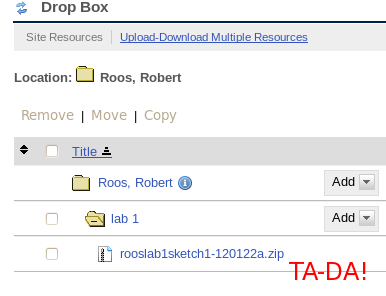 Drop Box
Site Resources | Upload-Download Multiple Resources
Location: Roos, Robert
Remove | Move | Copy
Title
Roos, Robert Add
lab 1 Add
rooslab1sketch1-120122a.zip
TA-DA!